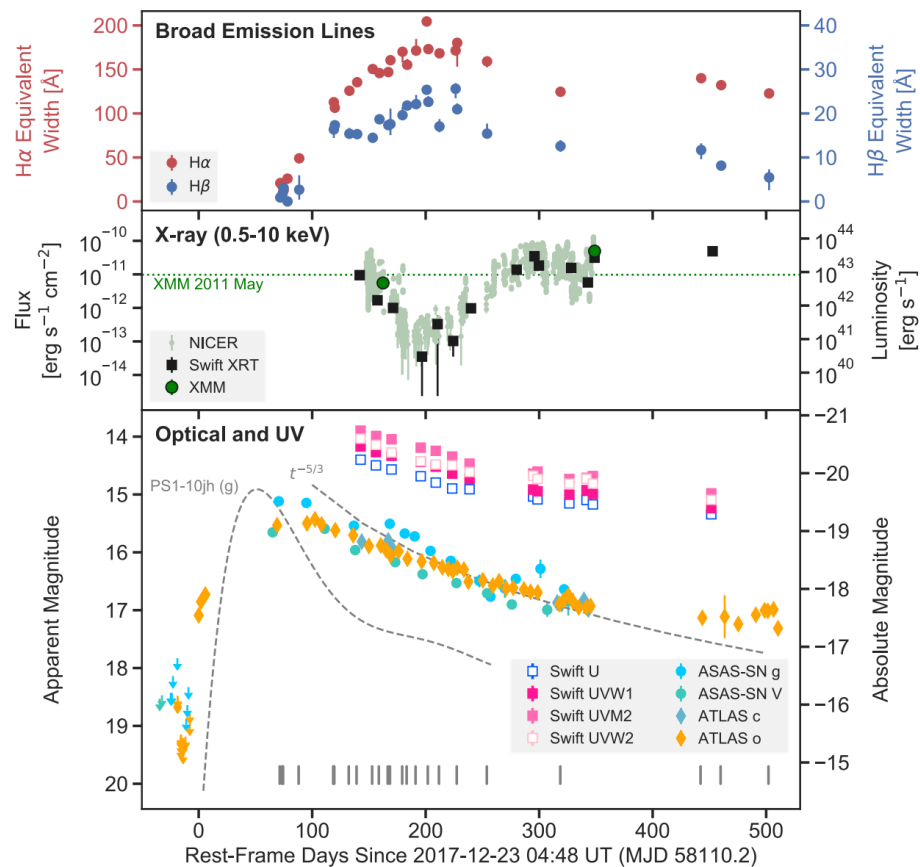 Broad Emission Lines
Hα Equivalent
Width [Å]
200
150
100
50
0
Hα
Hβ
40
30
20
10
0
Hβ Equivalent
Width [Å]
X-ray (0.5-10 keV)
Flux
[erg s⁻¹ cm⁻²]
10⁻¹⁰
10⁻¹¹
10⁻¹²
10⁻¹³
10⁻¹⁴
XMM 2011 May
NICER
Swift XRT
XMM
10⁴⁴
10⁴³
10⁴²
10⁴¹
10⁴⁰
Luminosity
[erg s⁻¹]
Optical and UV
Apparent Magnitude
14
15
16
17
18
19
20
PS1-10jh (g)
t⁻⁵/³
Swift U
Swift UVW1
Swift UVM2
Swift UVW2
ASAS-SN g
ASAS-SN V
ATLAS c
ATLAS o
−21
−20
−19
−18
−17
−16
−15
Absolute Magnitude
0
100
200
300
400
500
Rest-Frame Days Since 2017-12-23 04:48 UT (MJD 58110.2)